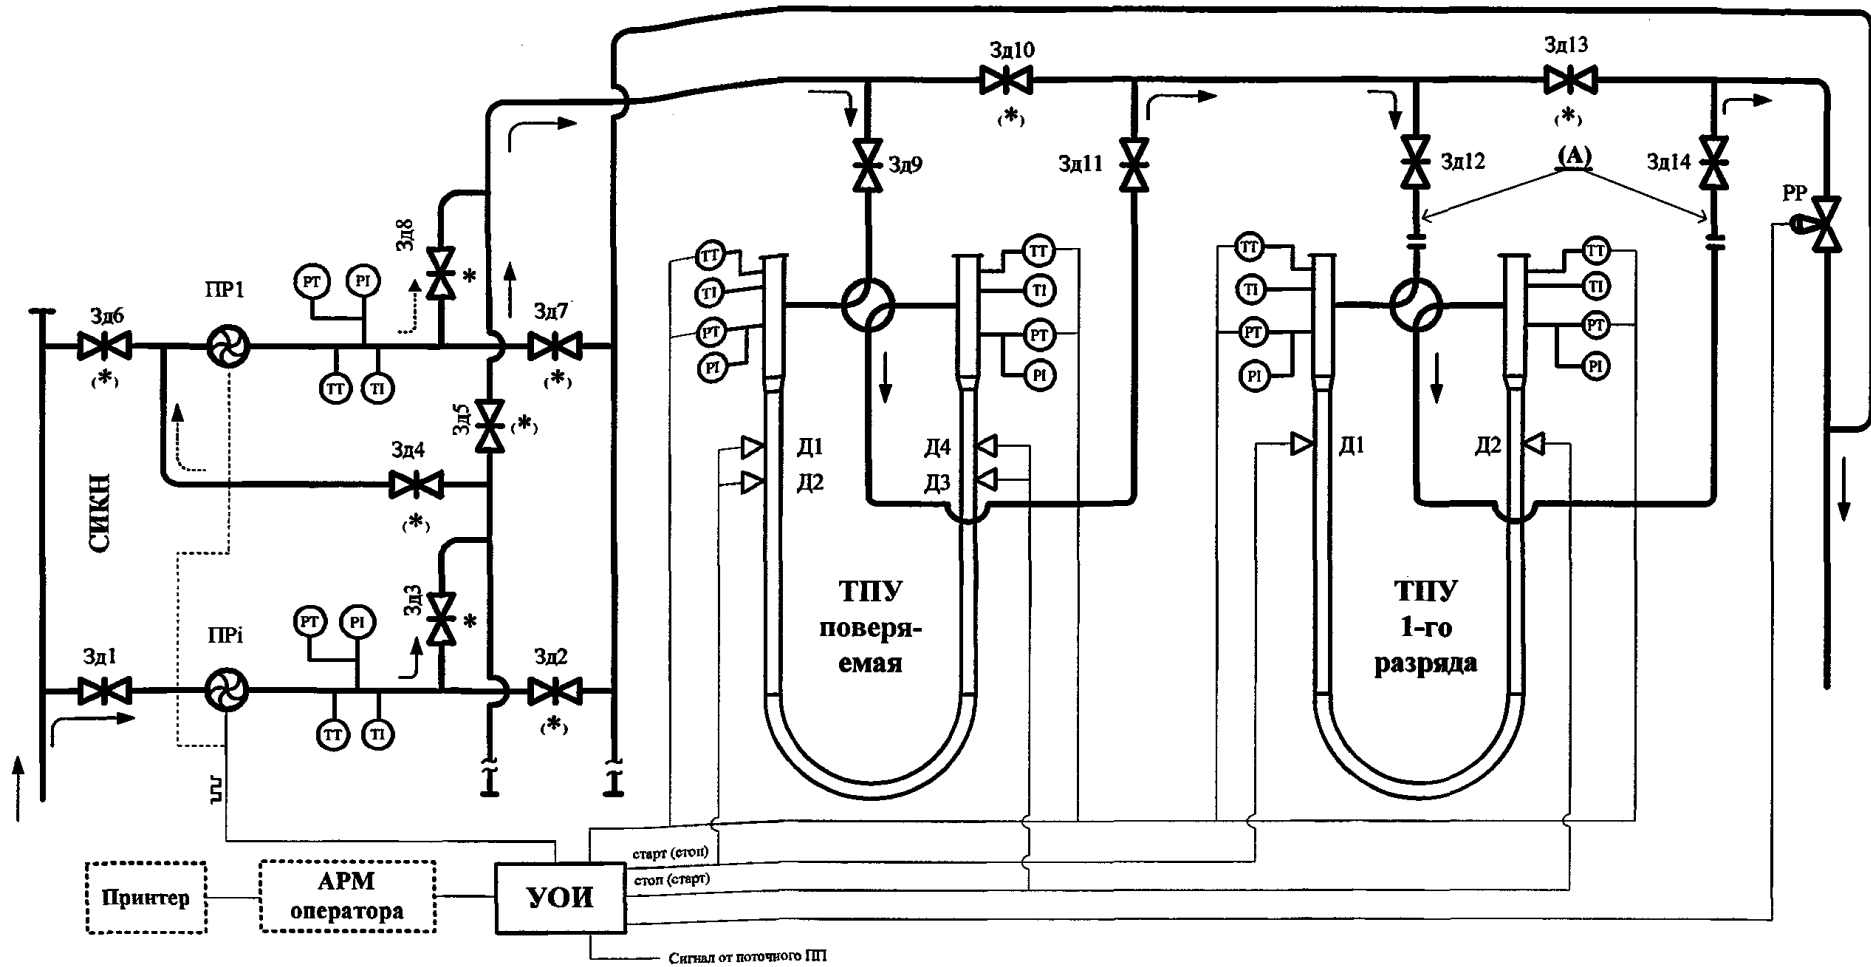 Зд10
(*)
Зд13
(*)
Зд9
Зд11
Зд12
(А)
Зд14
РР
Зд8
*
ПР1
PT
PI
Зд6
(*)
Зд7
(*)
TT
TI
TT
TI
PT
PI
TT
TI
PT
PI
TT
TI
PT
PI
TT
TI
PT
PI
Зд5
(*)
Зд4
(*)
СИКН
Д1
Д2
Д4
Д3
Д1
Д2
ТПУ
поверя-
емая
ТПУ
1-го
разряда
Зд3
*
ПРi
PT
PI
Зд1
Зд2
(*)
TT
TI
старт (стоп)
стоп (старт)
Принтер
АРМ
оператора
УОИ
Сигнал от поточного ПП